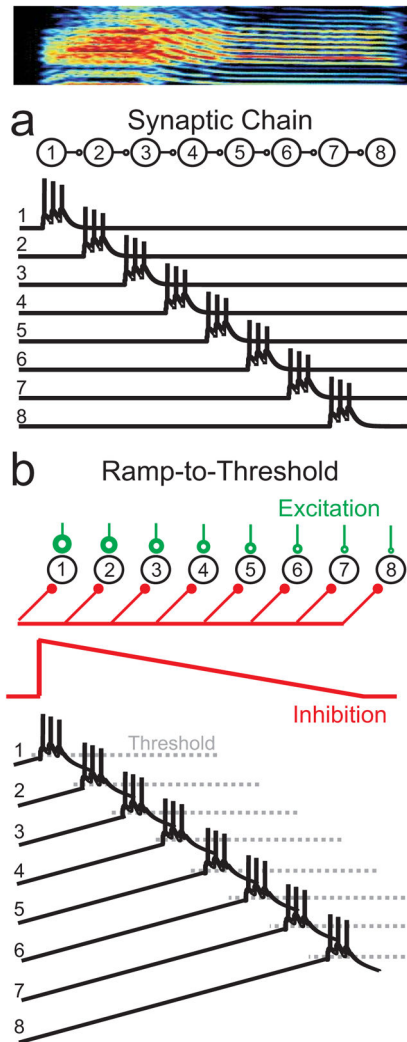 a
Synaptic Chain
1 2 3 4 5 6 7 8
1
2
3
4
5
6
7
8
b
Ramp-to-Threshold
Excitation
1 2 3 4 5 6 7 8
Inhibition
1 Threshold
2
3
4
5
6
7
8